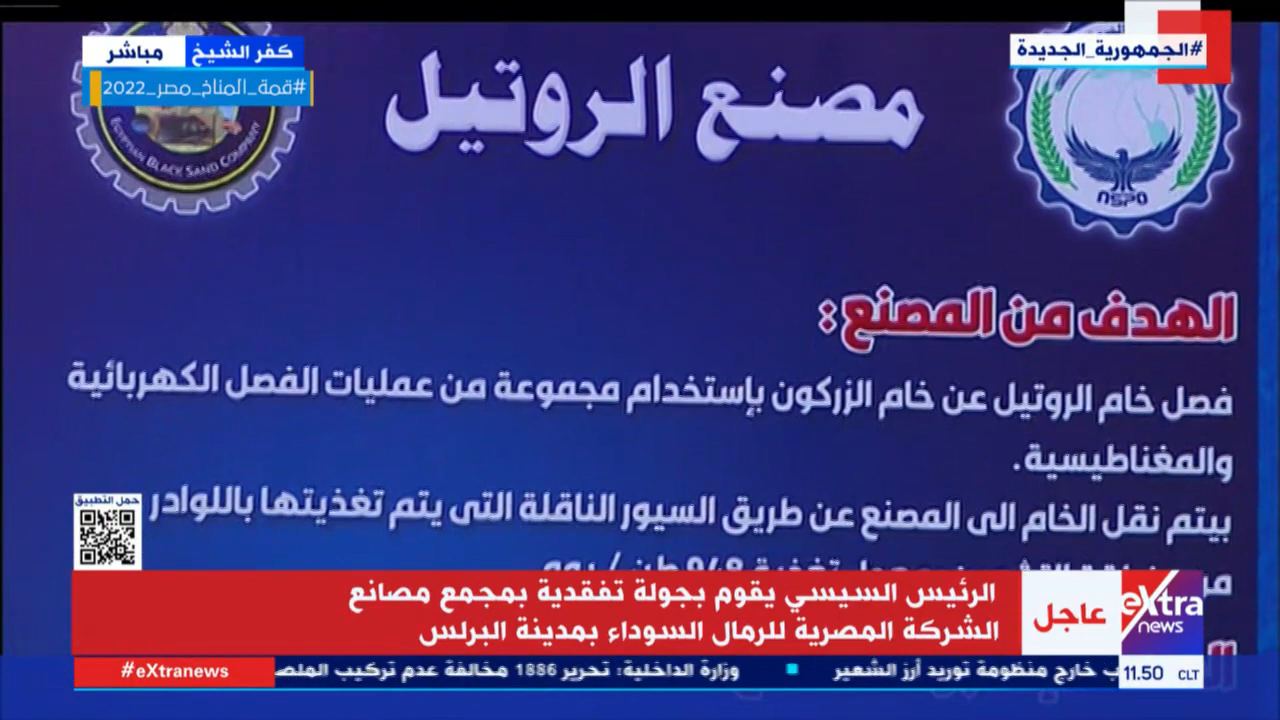 كفر الشيخ مباشر
#قمة_المناخ_مصر_2022
#الجمهورية_الجديدة
EGYPTIAN BLACK SAND COMPANY
NSPO
مصنع الروتيل
الهدف من المصنع :
فصل خام الروتيل عن خام الزركون بإستخدام مجموعة من عمليات الفصل الكهربائية
والمغناطيسية .
بيتم نقل الخام الى المصنع عن طريق السيور الناقلة التى يتم تغذيتها باللوادر
حمل التطبيق
عاجل
الرئيس السيسي يقوم بجولة تفقدية بمجمع مصانع
الشركة المصرية للرمال السوداء بمدينة البرلس
eXtra news
#eXtranews
ب خارج منظومة توريد أرز الشعير
وزارة الداخلية: تحرير 1886 مخالفة عدم تركيب الملص
11.50 CLT